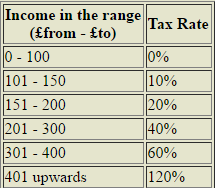 Income in the range Tax Rate
(£from - £to)
0 - 100 0%
101 - 150 10%
151 - 200 20%
201 - 300 40%
301 - 400 60%
401 upwards 120%